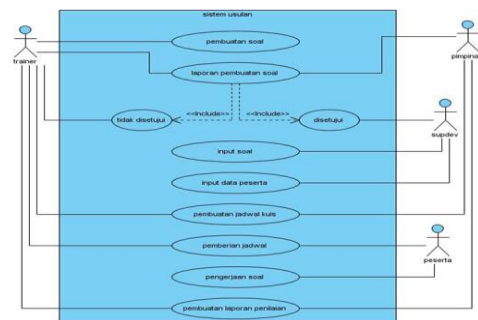 sistem usulan
pembuatan soal
trainer
pimpinan
laporan pembuatan soal
<<Include>>
<<Include>>
tidak disetujui
disetujui
supdev
input soal
input data peserta
pembuatan jadwal kuis
pemberian jadwal
peserta
pengerjaan soal
pembuatan laporan penilaian